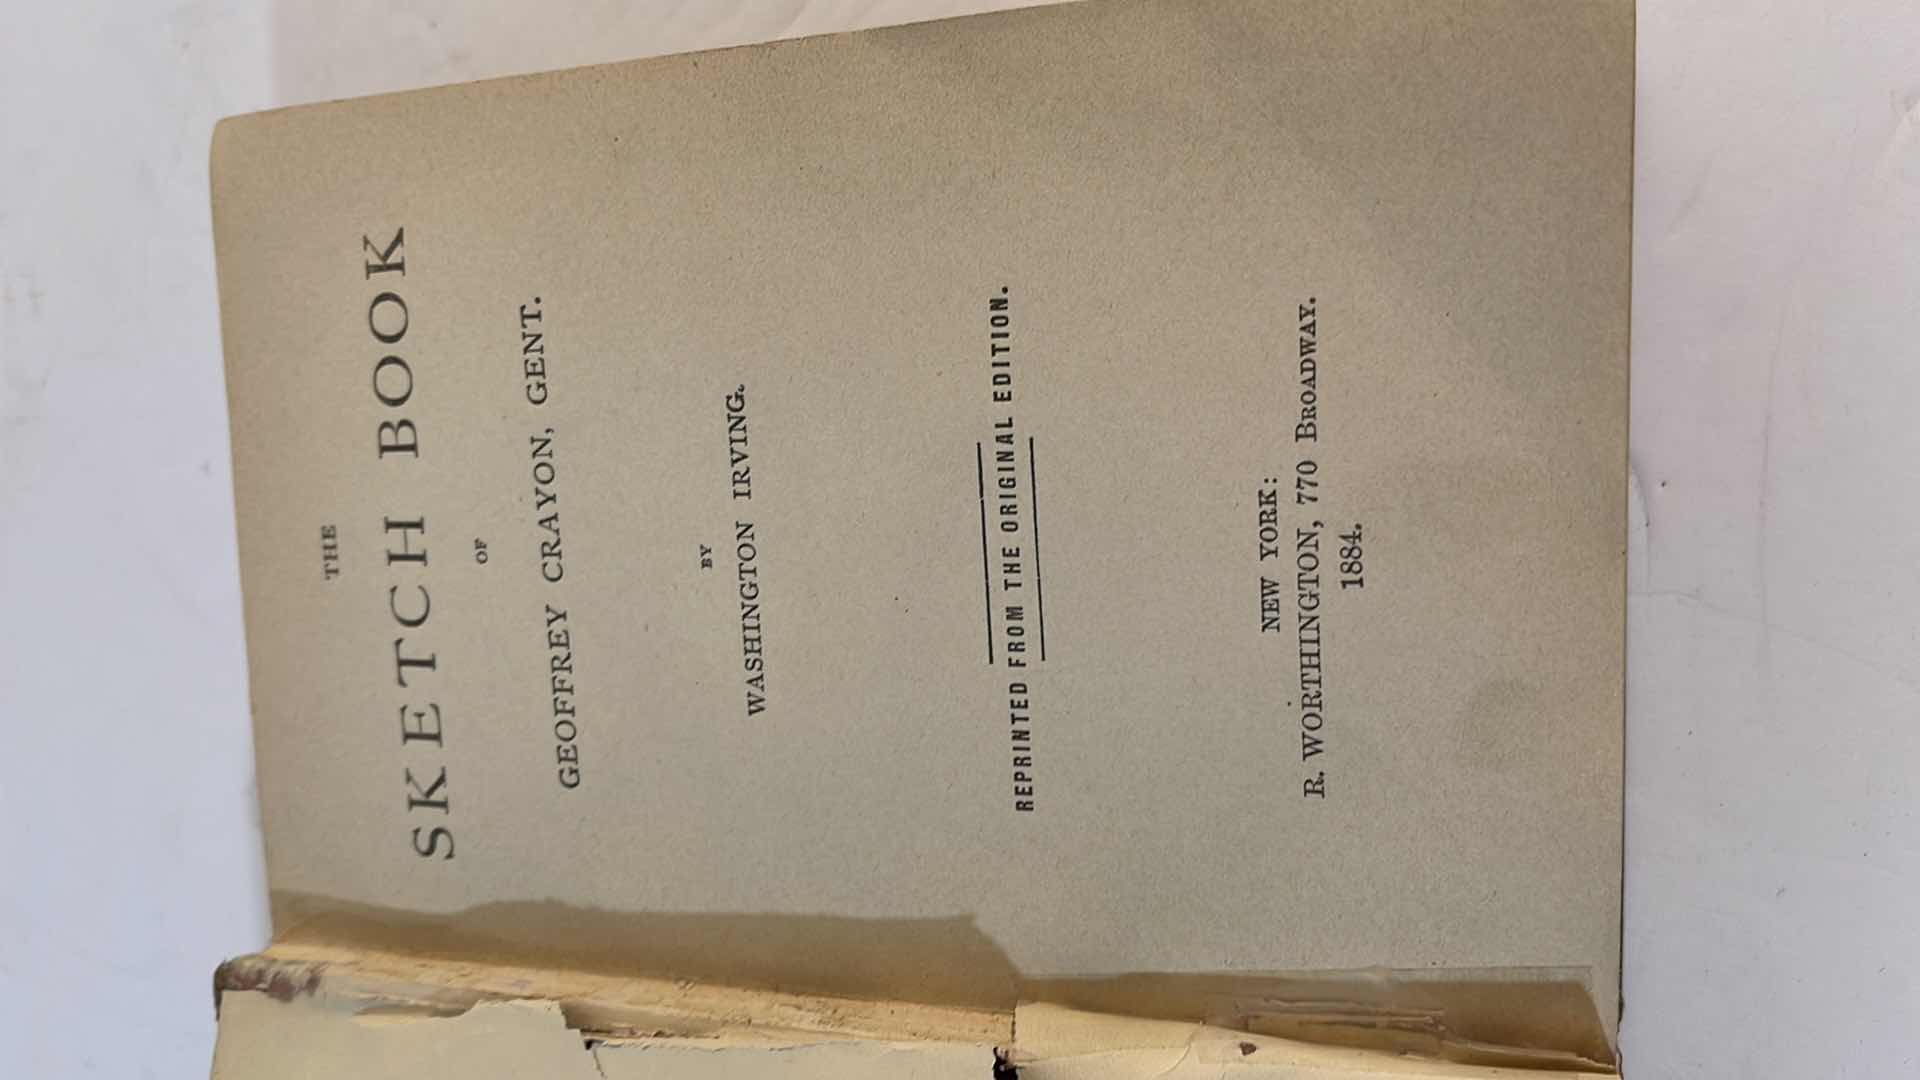 THE
SKETCH BOOK
OF
GEOFFREY CRAYON, GENT.
BY
WASHINGTON IRVING.
REPRINTED FROM THE ORIGINAL EDITION.
NEW YORK:
R. WORTHINGTON, 770 BROADWAY.
1884.